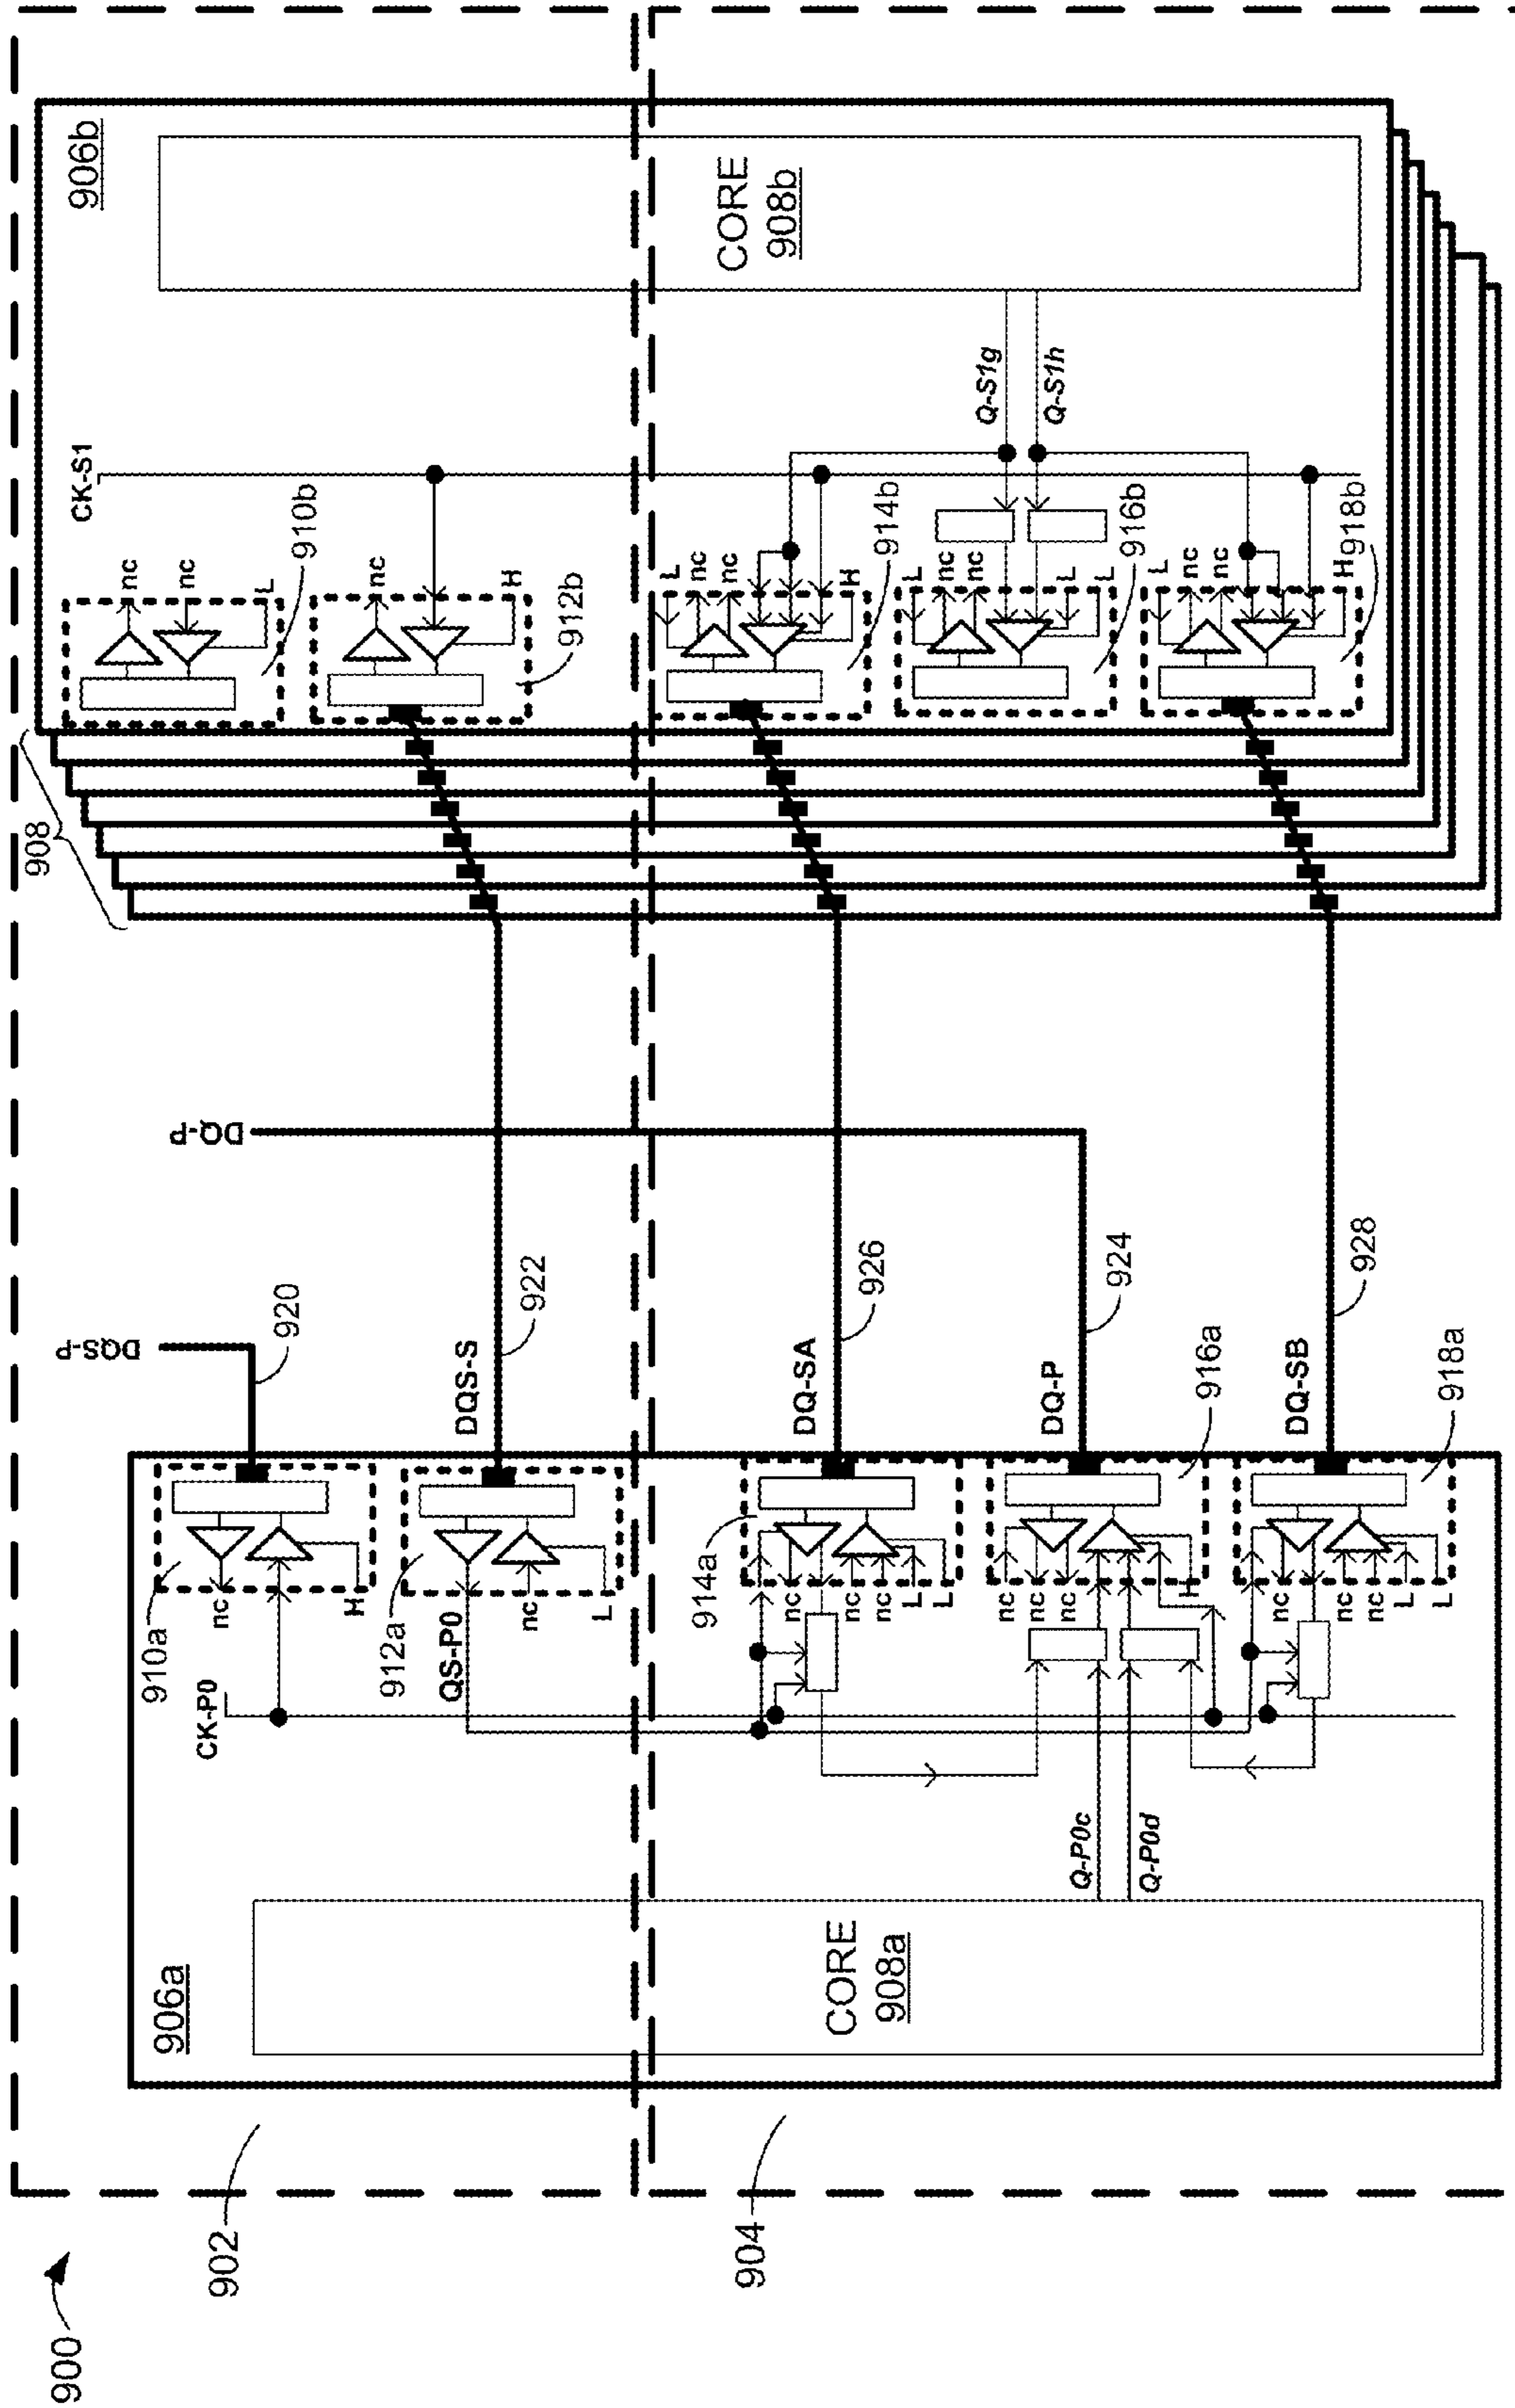 900
902
904
906a
CORE
908a
CK-P0
910a
nc
H
912a
QS-P0
nc
L
914a
nc
nc
nc
L
L
nc
nc
nc
H
nc
nc
nc
L
L
Q-P0c
Q-P0d
DQS-P
920
DQS-S
922
DQ-SA
926
DQ-P
924
916a
DQ-SB
928
918a
DQ-P
908
906b
CORE
908b
CK-S1
nc
nc
L
910b
nc
H
912b
L
nc
nc
H
914b
L
nc
nc
L
L
916b
L
nc
nc
H
918b
Q-S1g
Q-S1h